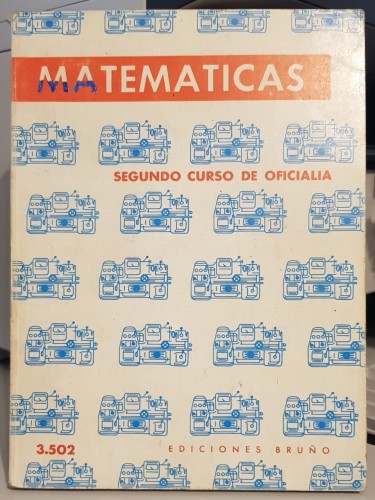 MATEMATICAS
SEGUNDO CURSO DE OFICIALIA
3.502 EDICIONES BRUÑO